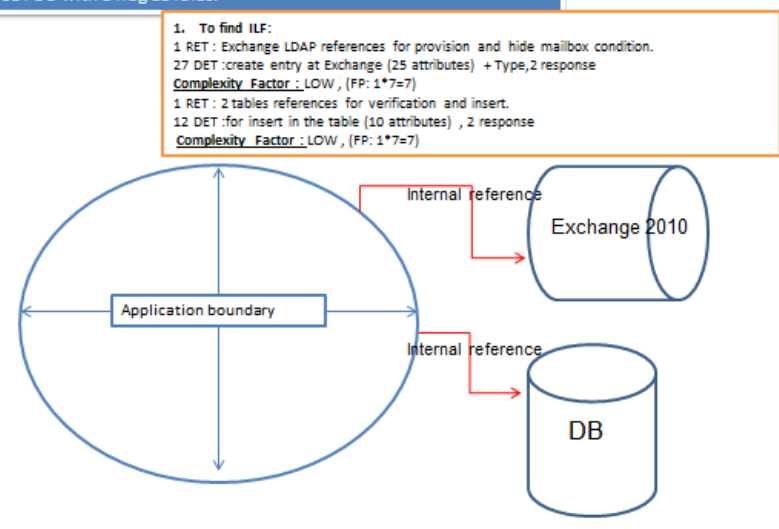 1. To find ILF:
1 RET : Exchange LDAP references for provision and hide mailbox condition.
27 DET :create entry at Exchange (25 attributes) + Type,2 response
Complexity Factor : LOW , (FP: 1*7=7)
1 RET : 2 tables references for verification and insert.
12 DET :for insert in the table (10 attributes) , 2 response
Complexity Factor : LOW , (FP: 1*7=7)
Internal reference
Exchange 2010
Application boundary
Internal reference
DB